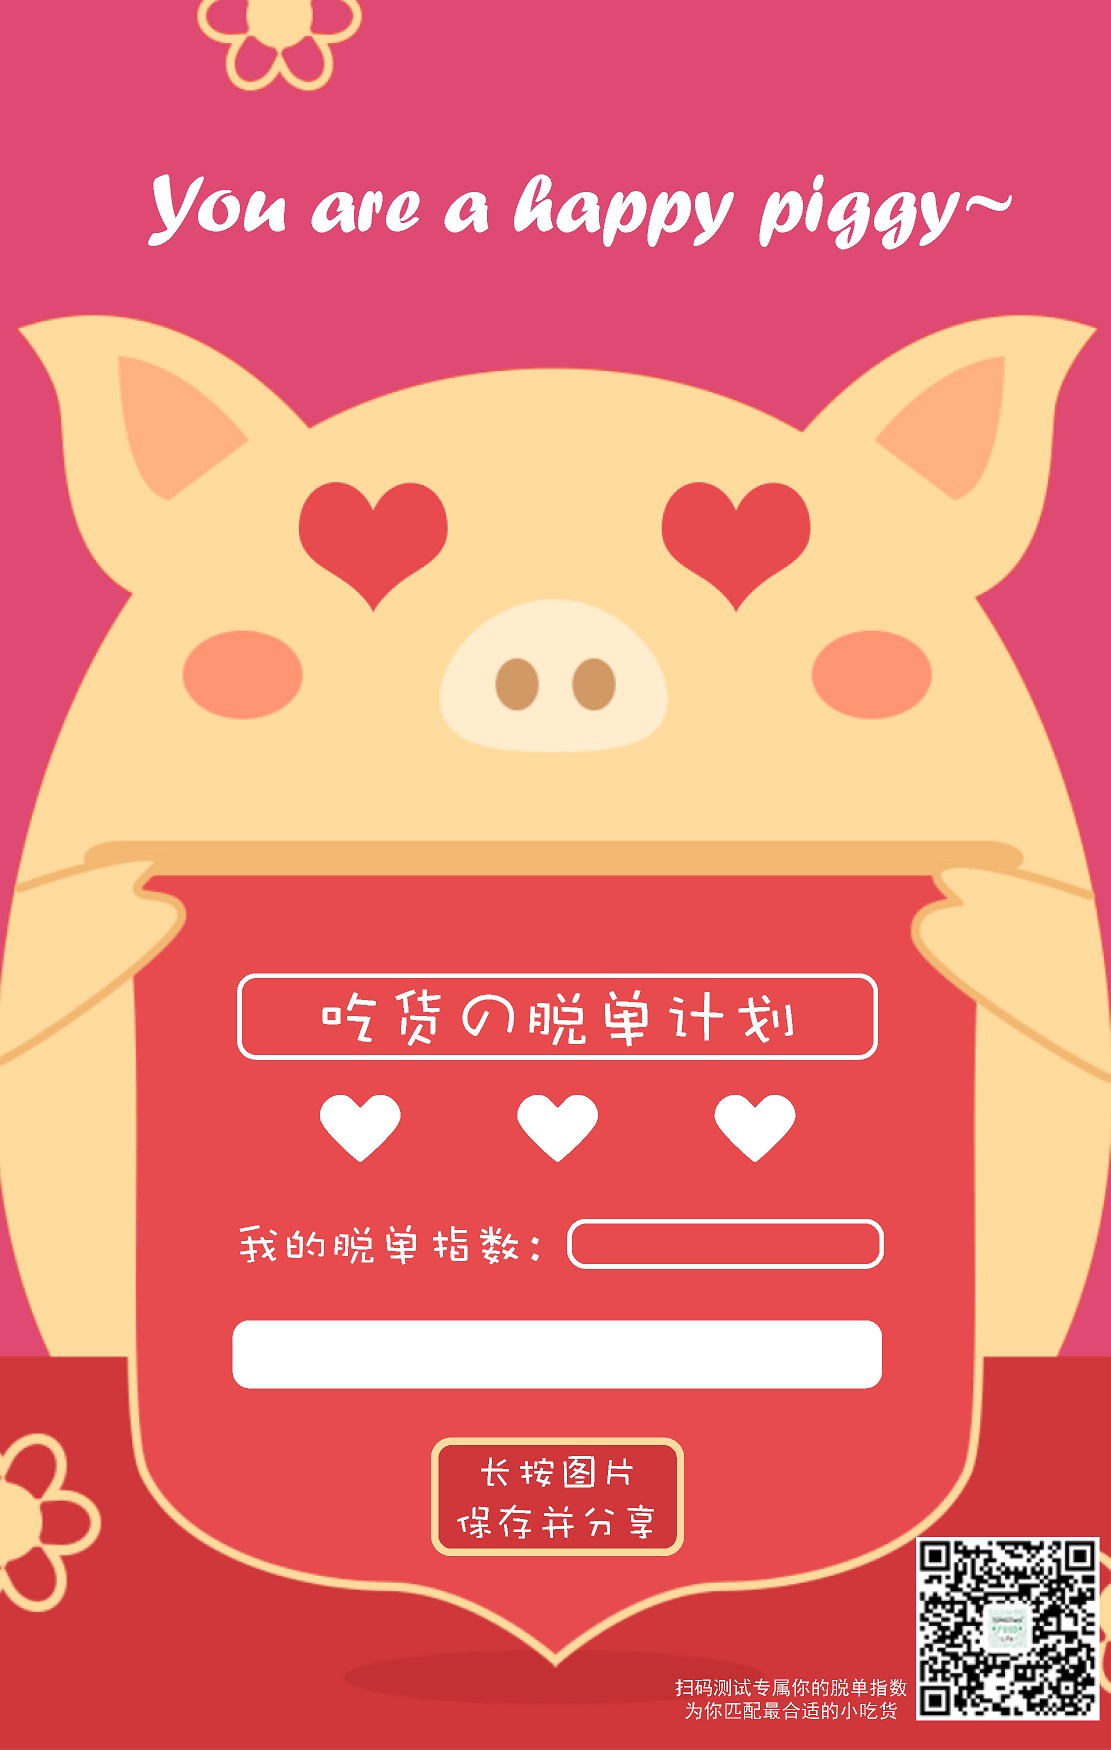 You are a happy piggy~
吃货の脱单计划
我的脱单指数：
长按图片
保存并分享
扫码测试专属你的脱单指数
为你匹配最合适的小吃货